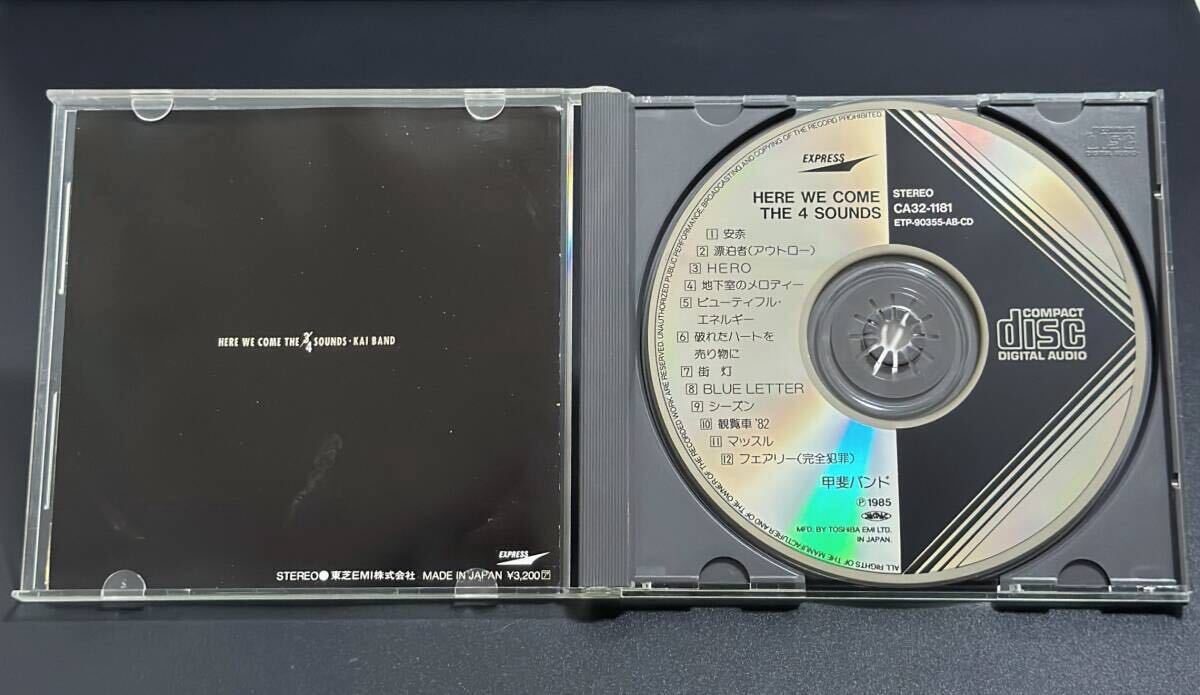 HERE WE COME THE 4 SOUNDS・KAI BAND
EXPRESS
STEREO● 東芝EMI株式会社 MADE IN JAPAN ¥3,200
ALL RIGHTS OF THE MANUFACTURER AND OF THE OWNER OF THE RECORDED WORK ARE RESERVED UNAUTHORIZED PUBLIC PERFORMANCE, BROADCASTING AND COPYING OF THE RECORD PROHIBITED
EXPRESS
HERE WE COME
THE 4 SOUNDS
1 安奈
2 漂泊者(アウトロー)
3 HERO
4 地下室のメロディー
5 ビューティフル・
エネルギー
6 破れたハートを
売り物に
7 街 灯
8 BLUE LETTER
9 シーズン
10 観覧車'82
11 マッスル
12 フェアリー(完全犯罪)
甲斐バンド
Ⓟ1985
MFD. BY TOSHIBA EMI LTD.
IN JAPAN.
STEREO
CA32-1181
ETP-90355-AB-CD
COMPACT
disc
DIGITAL AUDIO
COMPACT
disc
DIGITAL AUDIO